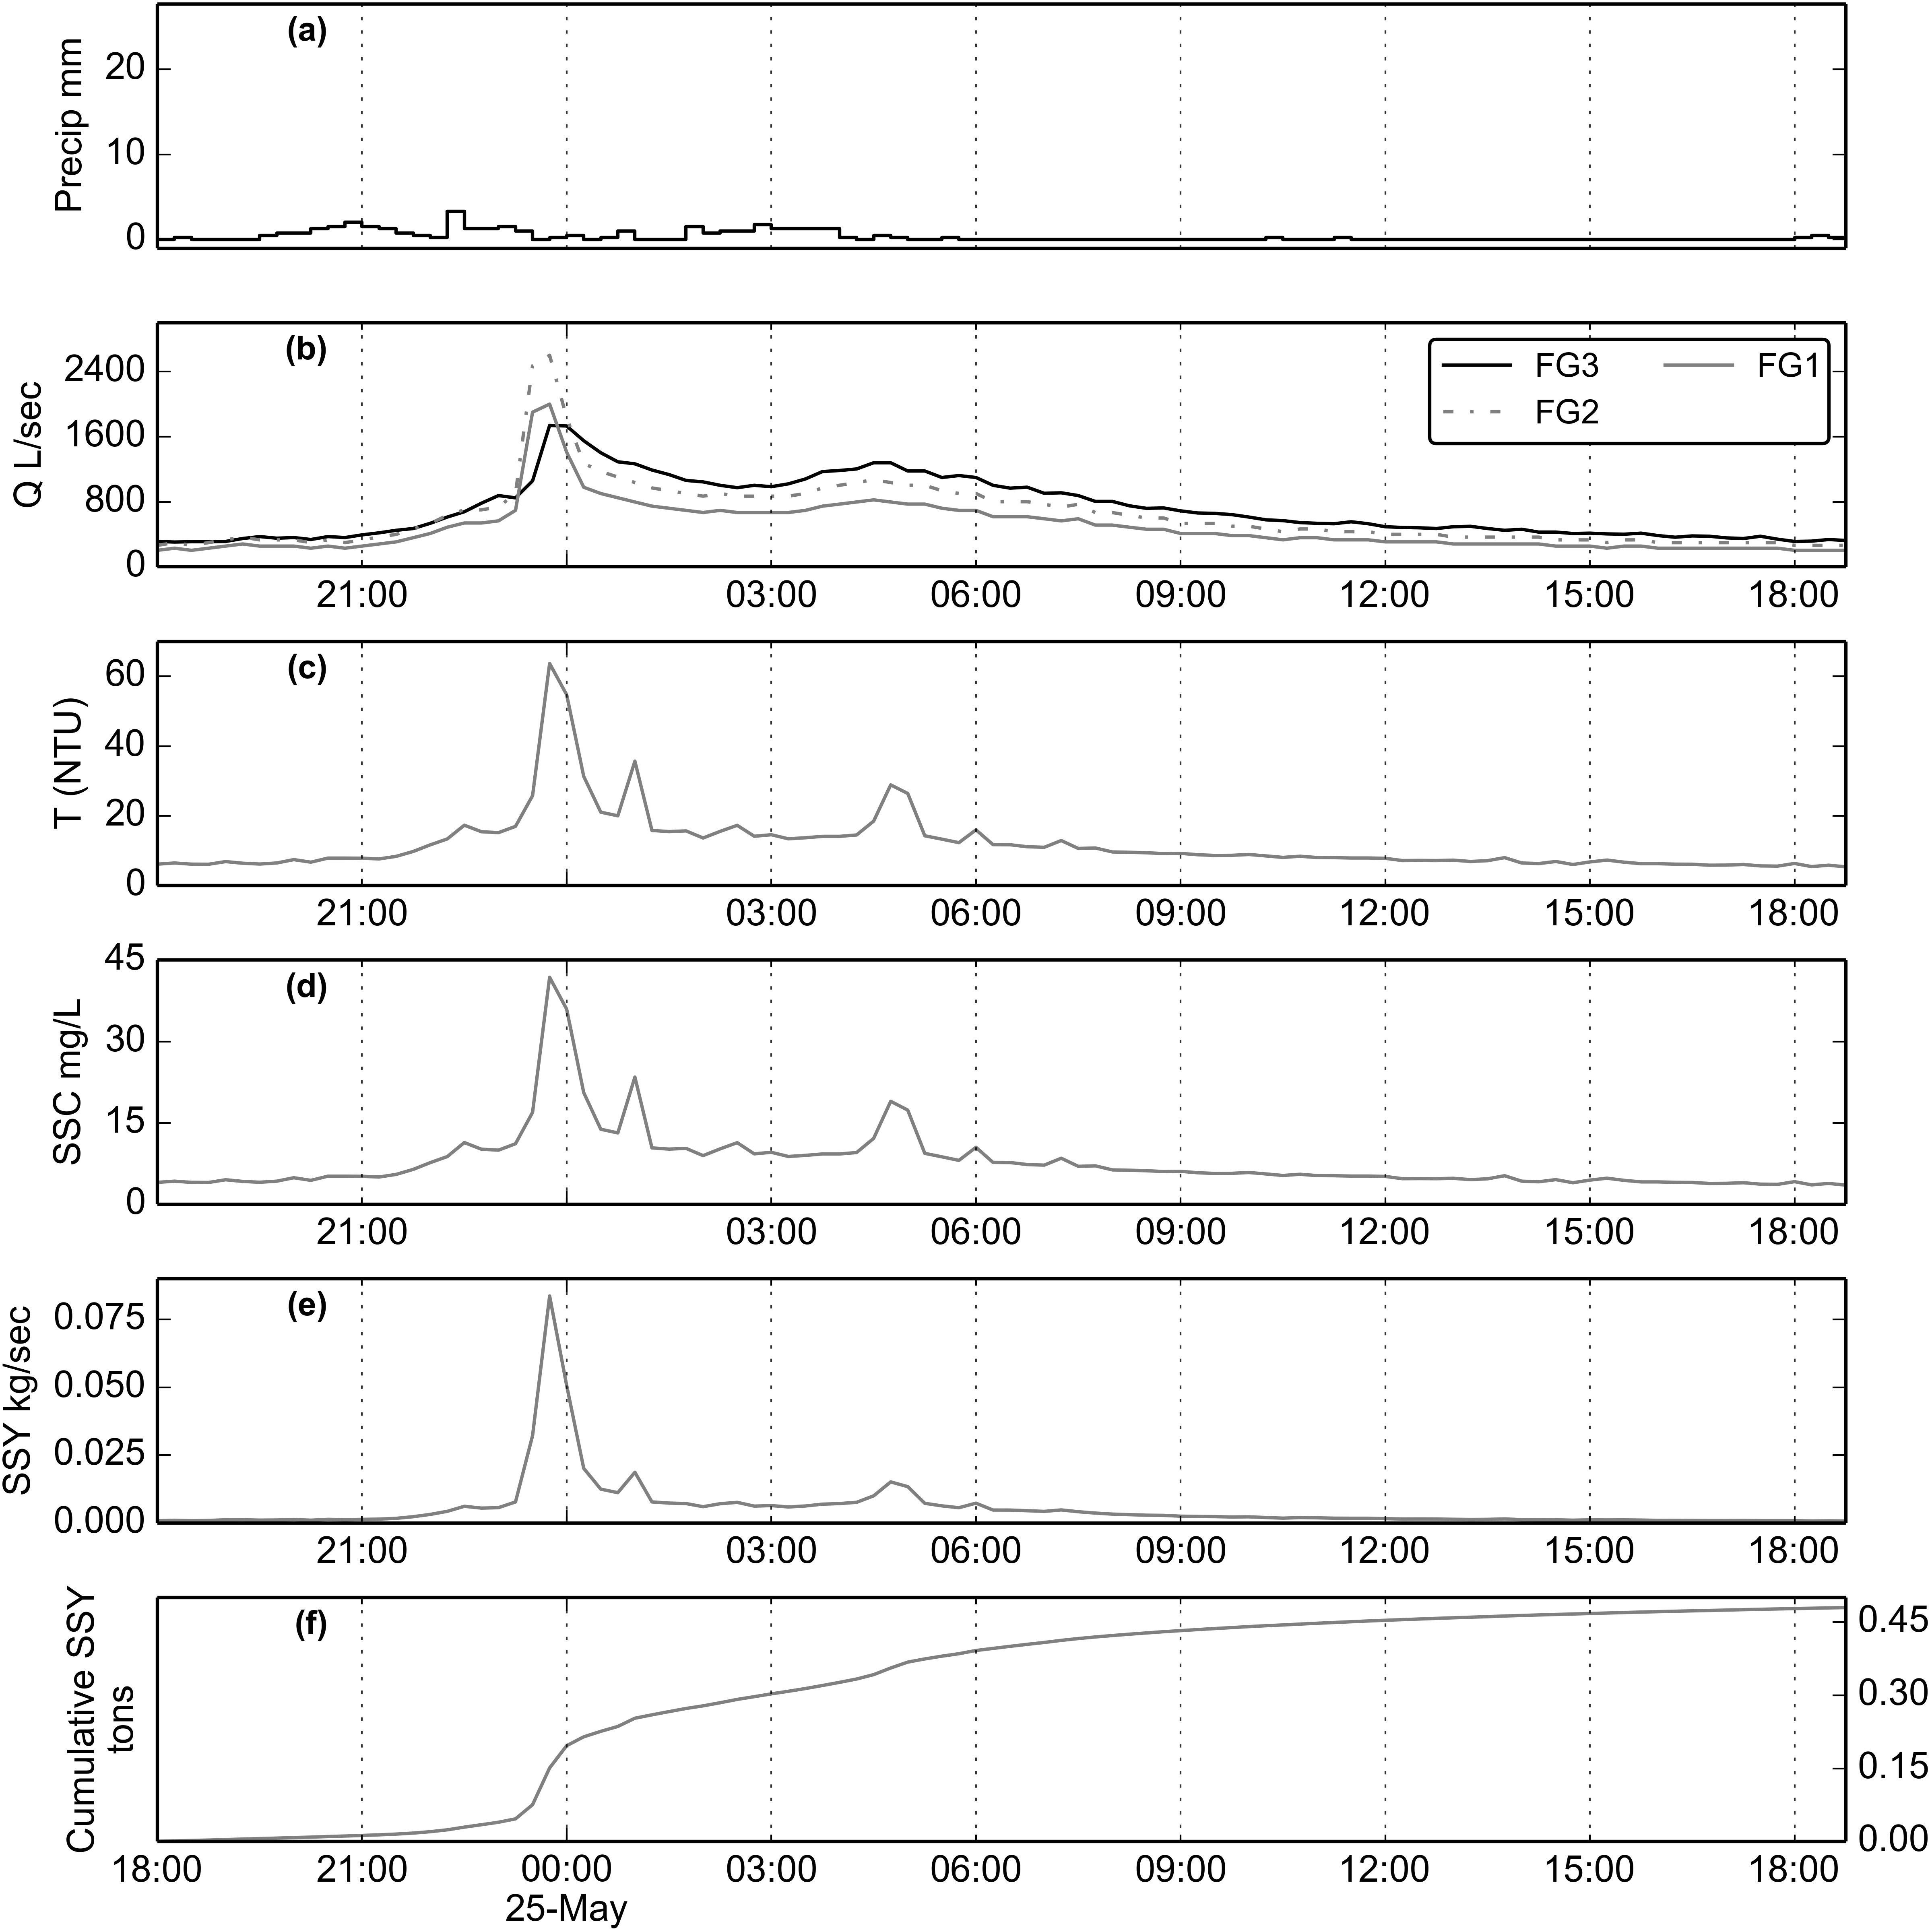 (a)
Precip mm
20
10
0
(b)
Q L/sec
2400
1600
800
0
FG3 FG1
FG2
21:00 03:00 06:00 09:00 12:00 15:00 18:00
(c)
T (NTU)
60
40
20
0
21:00 03:00 06:00 09:00 12:00 15:00 18:00
(d)
SSC mg/L
45
30
15
0
21:00 03:00 06:00 09:00 12:00 15:00 18:00
(e)
SSY kg/sec
0.075
0.050
0.025
0.000
21:00 03:00 06:00 09:00 12:00 15:00 18:00
(f)
Cumulative SSY
tons
0.45
0.30
0.15
0.00
18:00 21:00 00:00 03:00 06:00 09:00 12:00 15:00 18:00
25-May